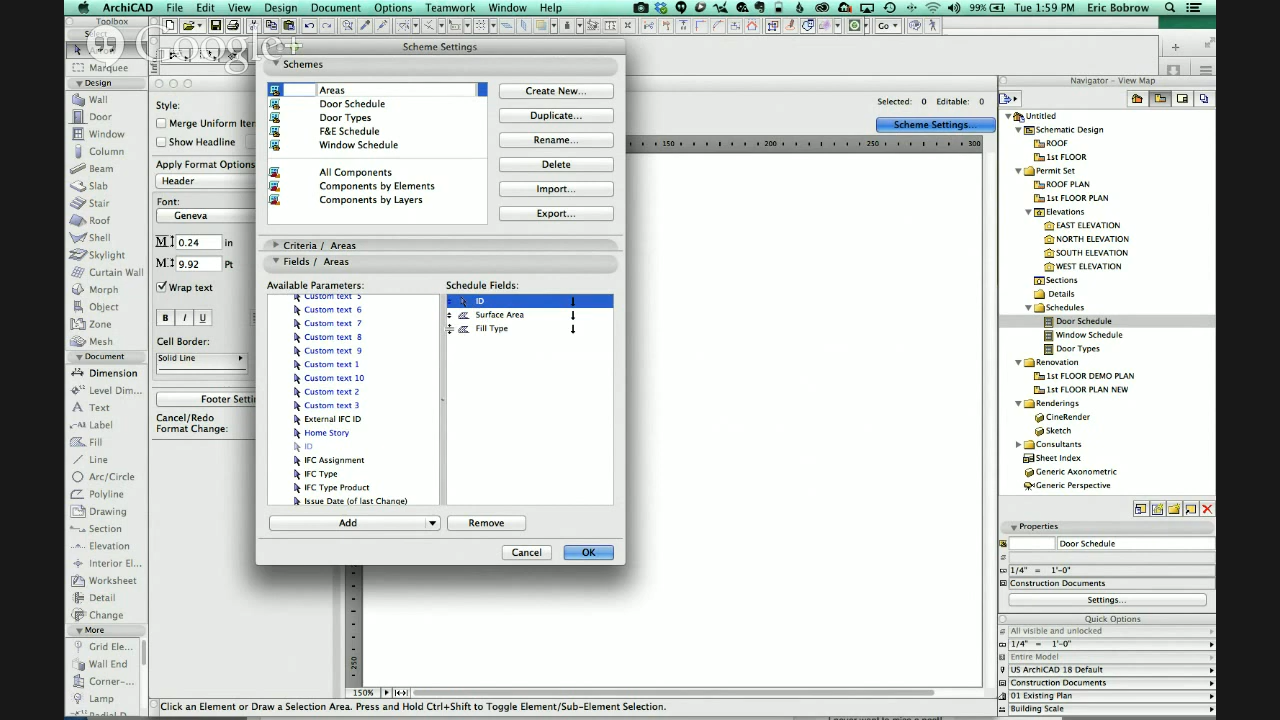 ArchiCAD File Edit View Design Document Options Teamwork Window Help 99% Tue 1:59 PM Eric Bobrow
Toolbox
Google+
Go
Select
Marquee
Design
Wall
Door
Window
Column
Beam
Slab
Stair
Roof
Shell
Skylight
Curtain Wall
Morph
Object
Zone
Mesh
Document
Dimension
Level Dim...
Text
Label
Fill
Line
Arc/Circle
Polyline
Drawing
Section
Elevation
Interior El...
Worksheet
Detail
Change
More
Grid Ele...
Wall End
Corner-...
Lamp
Style:
Merge Uniform Iter
Show Headline
Apply Format Options
Header
Font:
Geneva
0.24 in
9.92 Pt
Wrap text
B I U
Cell Border:
Solid Line
Footer Setti
Cancel/Redo
Format Change:
Scheme Settings
Schemes
Areas
Door Schedule
Door Types
F&E Schedule
Window Schedule
All Components
Components by Elements
Components by Layers
Create New...
Duplicate...
Rename...
Delete
Import...
Export...
Criteria / Areas
Fields / Areas
Available Parameters:
Custom text 5
Custom text 6
Custom text 7
Custom text 8
Custom text 9
Custom text 1
Custom text 10
Custom text 2
Custom text 3
External IFC ID
Home Story
ID
IFC Assignment
IFC Type
IFC Type Product
Issue Date (of last Change)
Schedule Fields:
ID
Surface Area
Fill Type
Add
Remove
Cancel
OK
Selected: 0 Editable: 0
Scheme Settings...
150 200 250 300
250
150%
Click an Element or Draw a Selection Area. Press and Hold Ctrl+Shift to Toggle Element/Sub-Element Selection.
Navigator - View Map
Untitled
Schematic Design
ROOF
1st FLOOR
Permit Set
ROOF PLAN
1st FLOOR PLAN
Elevations
EAST ELEVATION
NORTH ELEVATION
SOUTH ELEVATION
WEST ELEVATION
Sections
Details
Schedules
Door Schedule
Window Schedule
Door Types
Renovation
1st FLOOR DEMO PLAN
1st FLOOR PLAN NEW
Renderings
CineRender
Sketch
Consultants
Sheet Index
Generic Axonometric
Generic Perspective
Properties
Door Schedule
1/4" = 1'-0"
Construction Documents
Settings...
Quick Options
All visible and unlocked
1/4" = 1'-0"
Entire Model
US ArchiCAD 18 Default
Construction Documents
01 Existing Plan
Building Scale